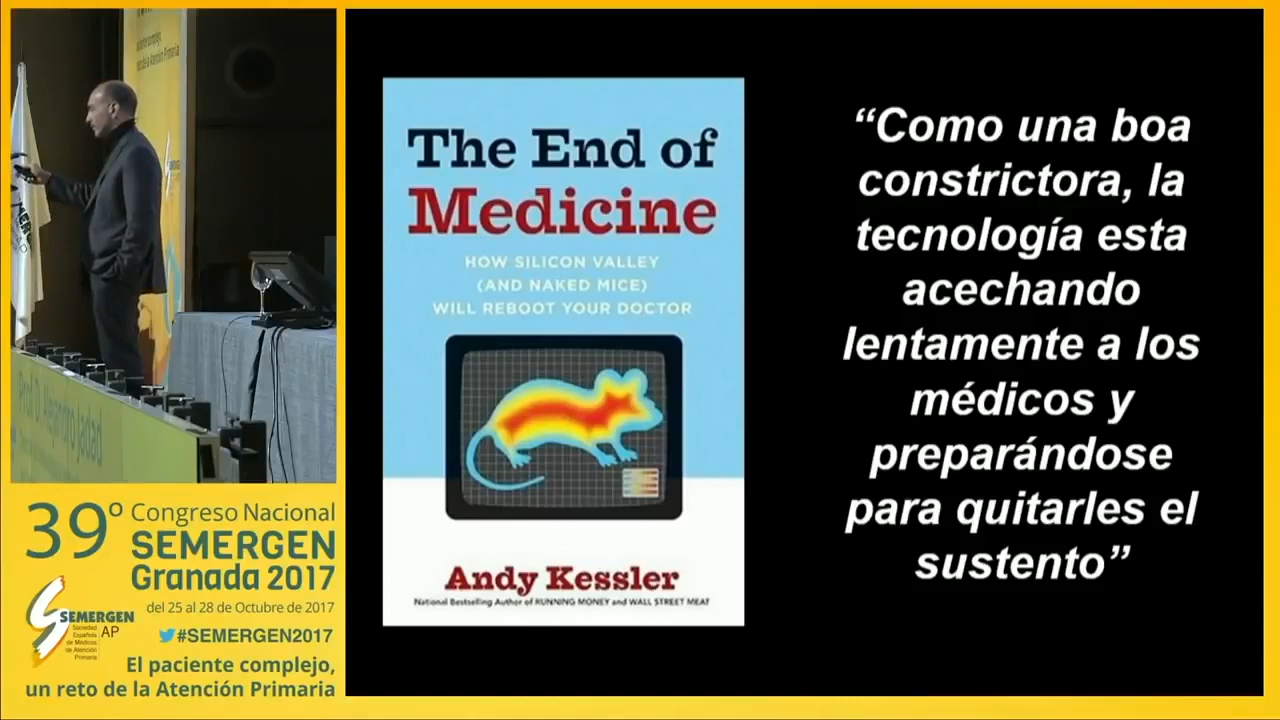 Prof. D. Alejandro Jadad
39º Congreso Nacional
SEMERGEN
Granada 2017
del 25 al 28 de Octubre de 2017
#SEMERGEN2017
SEMERGEN
AP
Sociedad
Española
de Médicos
de Atención
Primaria
El paciente complejo,
un reto de la Atención Primaria
The End of
Medicine
HOW SILICON VALLEY
(AND NAKED MICE)
WILL REBOOT YOUR DOCTOR
Andy Kessler
National Bestselling Author of RUNNING MONEY and WALL STREET MEAT
“Como una boa
constrictora, la
tecnología esta
acechando
lentamente a los
médicos y
preparándose
para quitarles el
sustento”